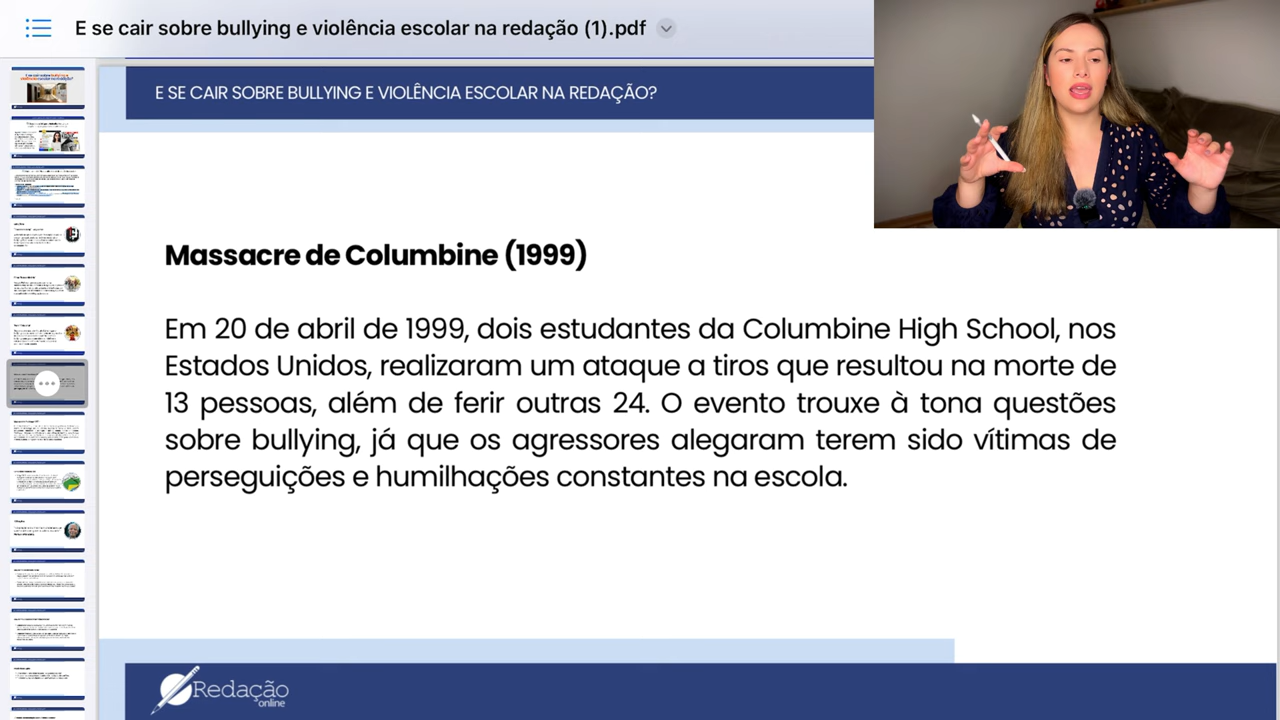 E se cair sobre bullying e violência escolar na redação (1).pdf
E SE CAIR SOBRE BULLYING E VIOLÊNCIA ESCOLAR NA REDAÇÃO?
Massacre de Columbine (1999)
Em 20 de abril de 1999, dois estudantes da Columbine High School, nos
Estados Unidos, realizaram um ataque a tiros que resultou na morte de
13 pessoas, além de ferir outras 24. O evento trouxe à tona questões
sobre bullying, já que os agressores alegaram terem sido vítimas de
perseguições e humilhações constantes na escola.
Redação
online